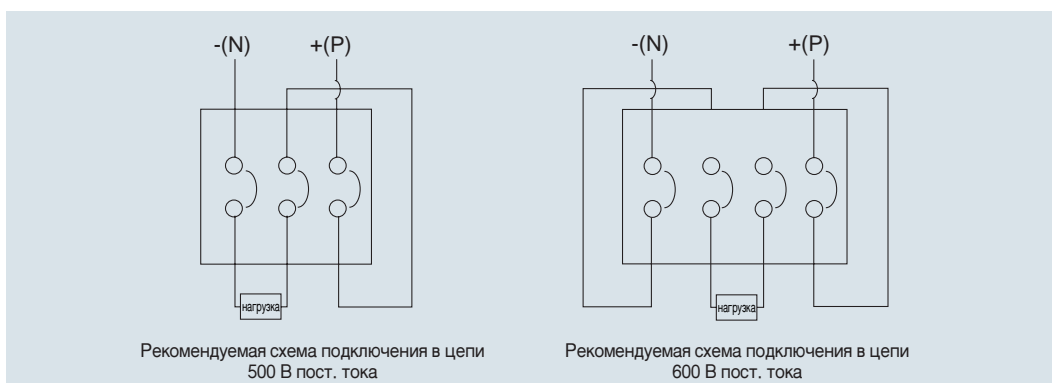 -(N) +(P)
нагрузка
Рекомендуемая схема подключения в цепи
500 В пост. тока
-(N) +(P)
нагрузка
Рекомендуемая схема подключения в цепи
600 В пост. тока